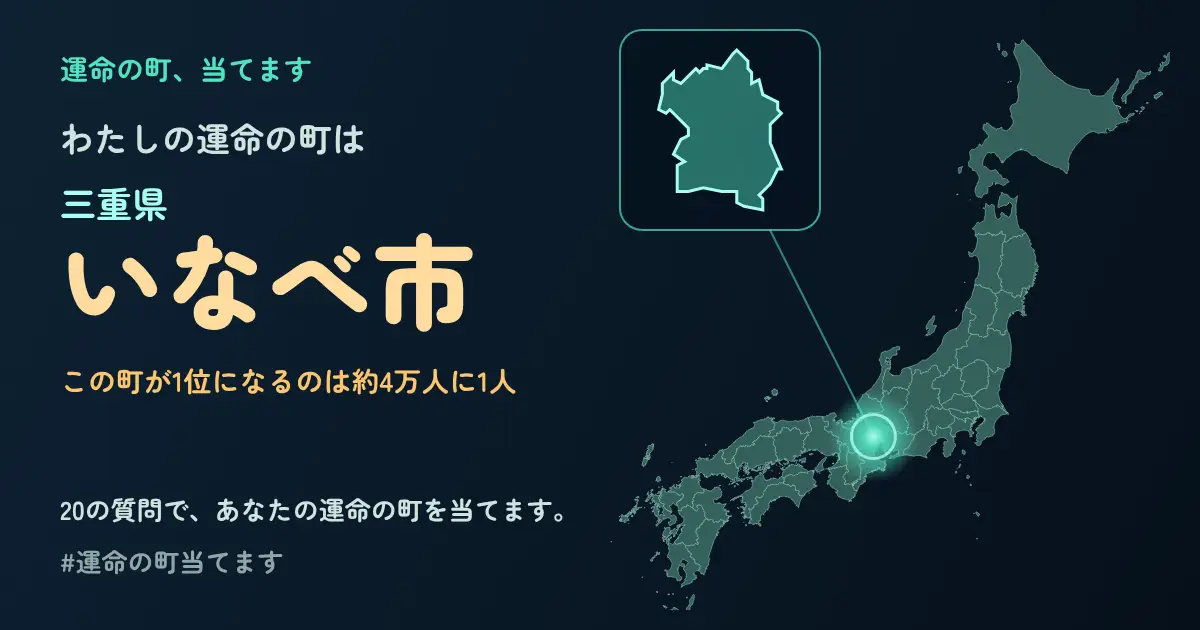 運命の町、当てます
わたしの運命の町は
三重県
いなべ市
この町が1位になるのは約4万人に1人
20の質問で、あなたの運命の町を当てます。
#運命の町当てます